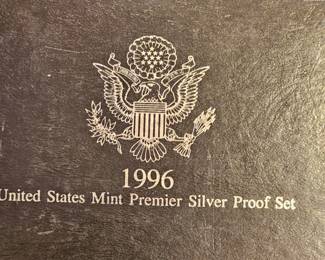 1996
United States Mint Premier Silver Proof Set